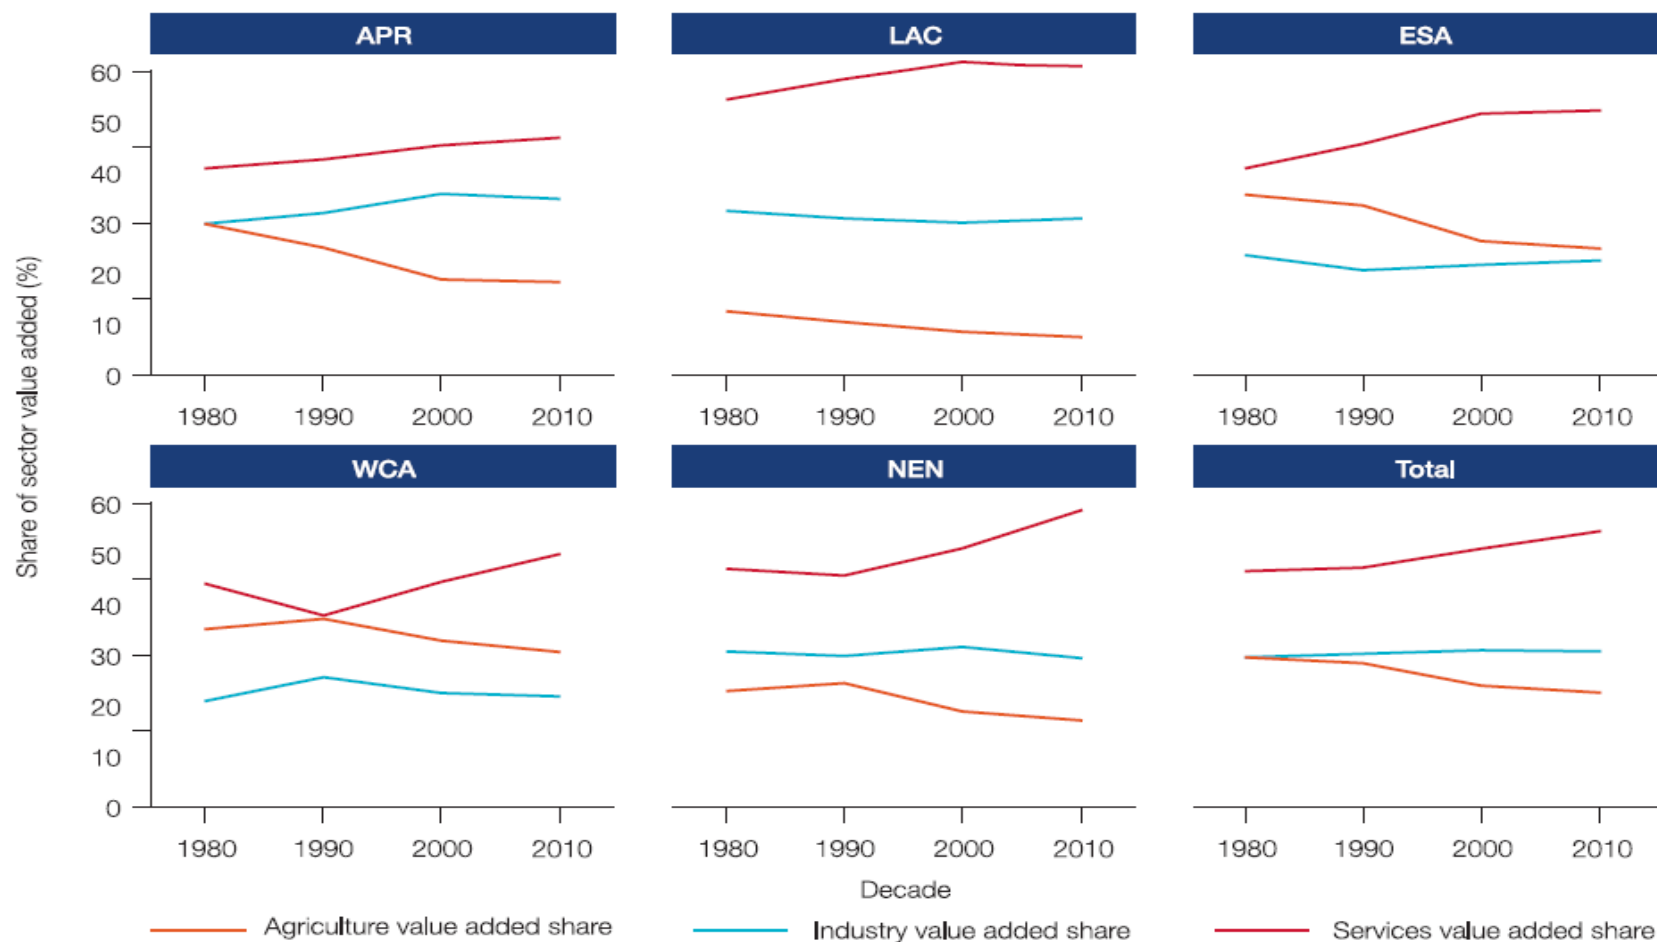 APR
LAC
ESA
60
50
40
30
20
10
0
1980 1990 2000 2010
1980 1990 2000 2010
1980 1990 2000 2010
WCA
NEN
Total
60
50
40
30
20
10
0
1980 1990 2000 2010
1980 1990 2000 2010
1980 1990 2000 2010
Share of sector value added (%)
Decade
Agriculture value added share
Industry value added share
Services value added share